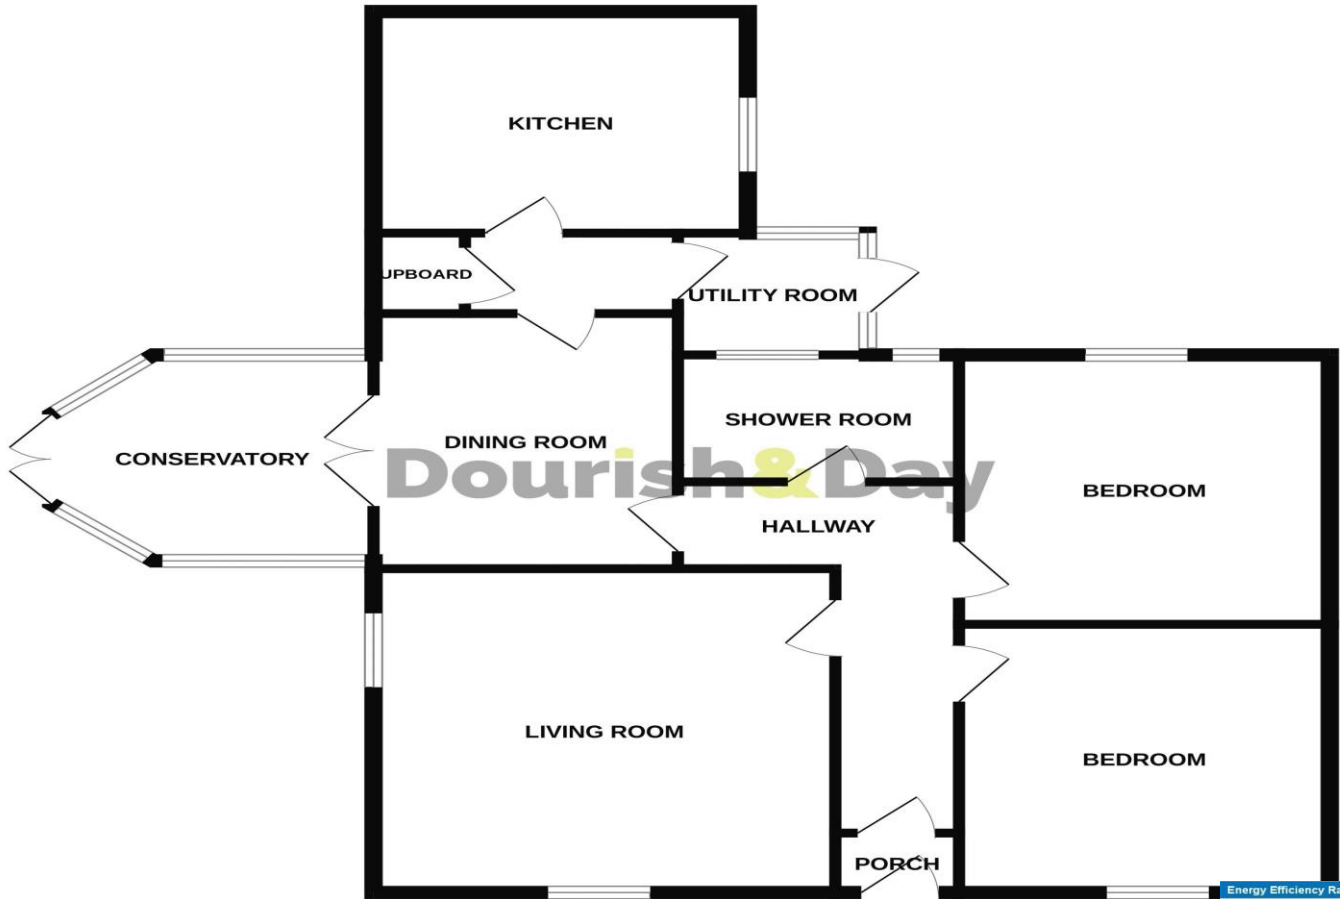 KITCHEN
UPBOARD
UTILITY ROOM
SHOWER ROOM
DINING ROOM
CONSERVATORY
Dourish&Day
BEDROOM
HALLWAY
LIVING ROOM
BEDROOM
PORCH
Energy Efficiency Ra